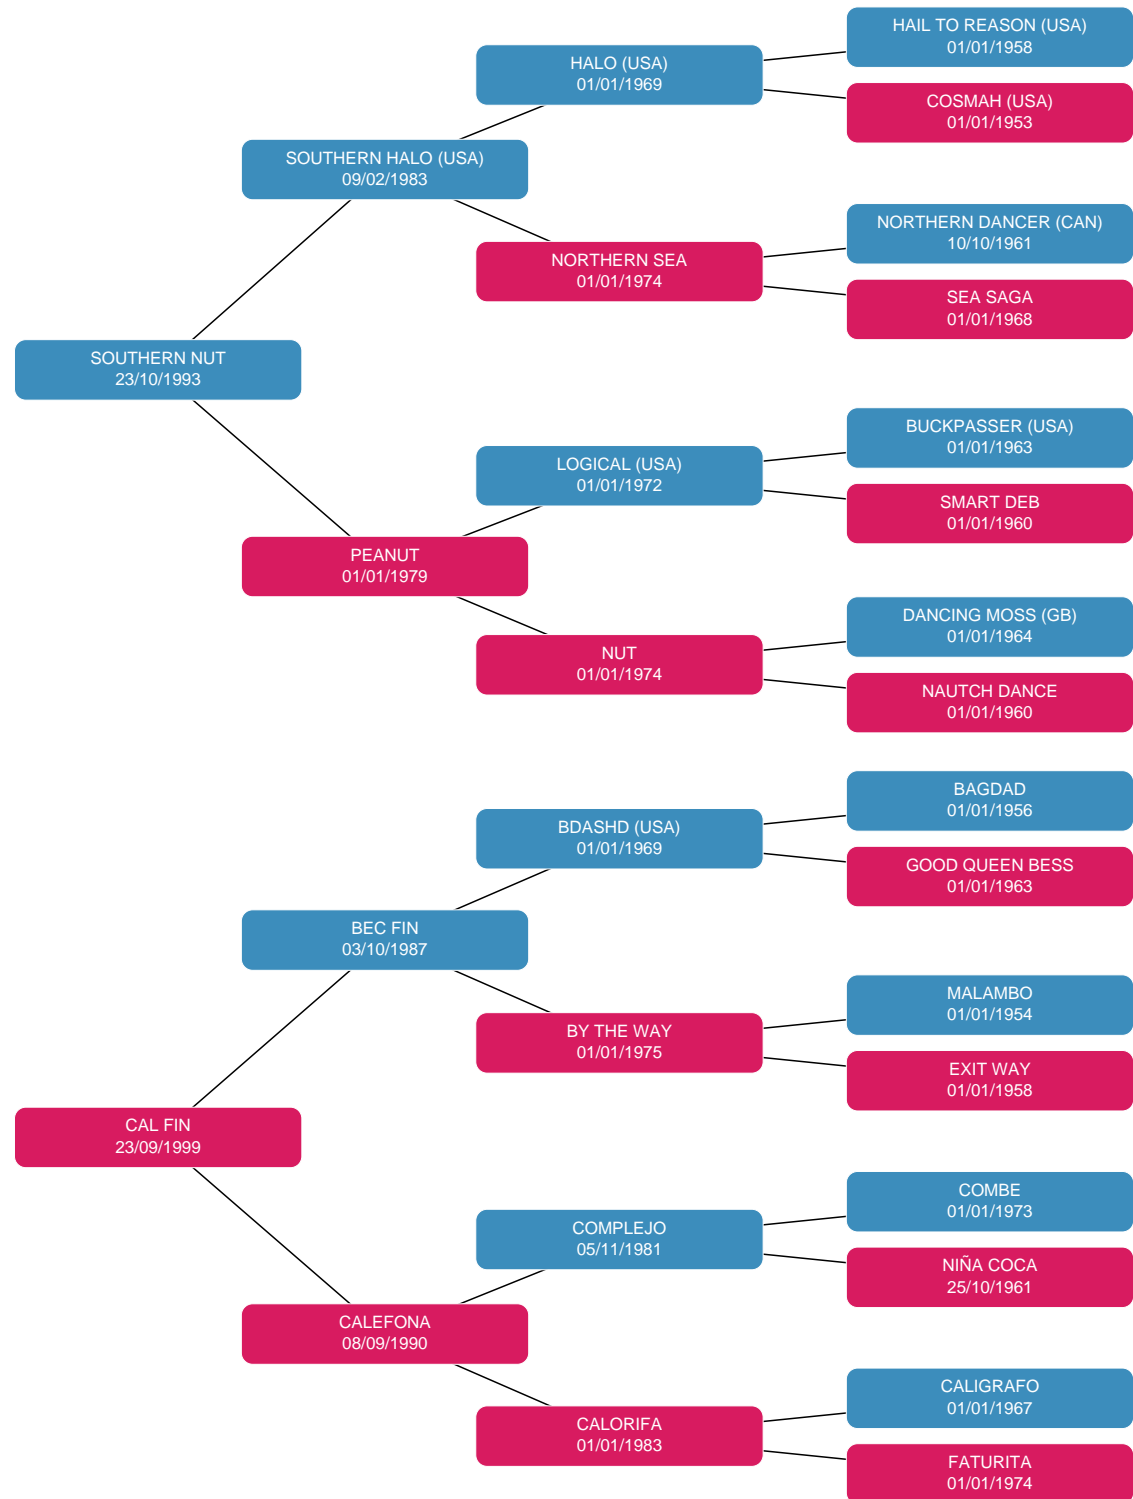 HAIL TO REASON (USA)
01/01/1958
HALO (USA)
01/01/1969
COSMAH (USA)
01/01/1953
SOUTHERN HALO (USA)
09/02/1983
NORTHERN DANCER (CAN)
10/10/1961
NORTHERN SEA
01/01/1974
SEA SAGA
01/01/1968
SOUTHERN NUT
23/10/1993
BUCKPASSER (USA)
01/01/1963
LOGICAL (USA)
01/01/1972
SMART DEB
01/01/1960
PEANUT
01/01/1979
DANCING MOSS (GB)
01/01/1964
NUT
01/01/1974
NAUTCH DANCE
01/01/1960
BAGDAD
01/01/1956
BDASHD (USA)
01/01/1969
GOOD QUEEN BESS
01/01/1963
BEC FIN
03/10/1987
MALAMBO
01/01/1954
BY THE WAY
01/01/1975
EXIT WAY
01/01/1958
CAL FIN
23/09/1999
COMBE
01/01/1973
COMPLEJO
05/11/1981
NIÑA COCA
25/10/1961
CALEFONA
08/09/1990
CALIGRAFO
01/01/1967
CALORIFA
01/01/1983
FATURITA
01/01/1974